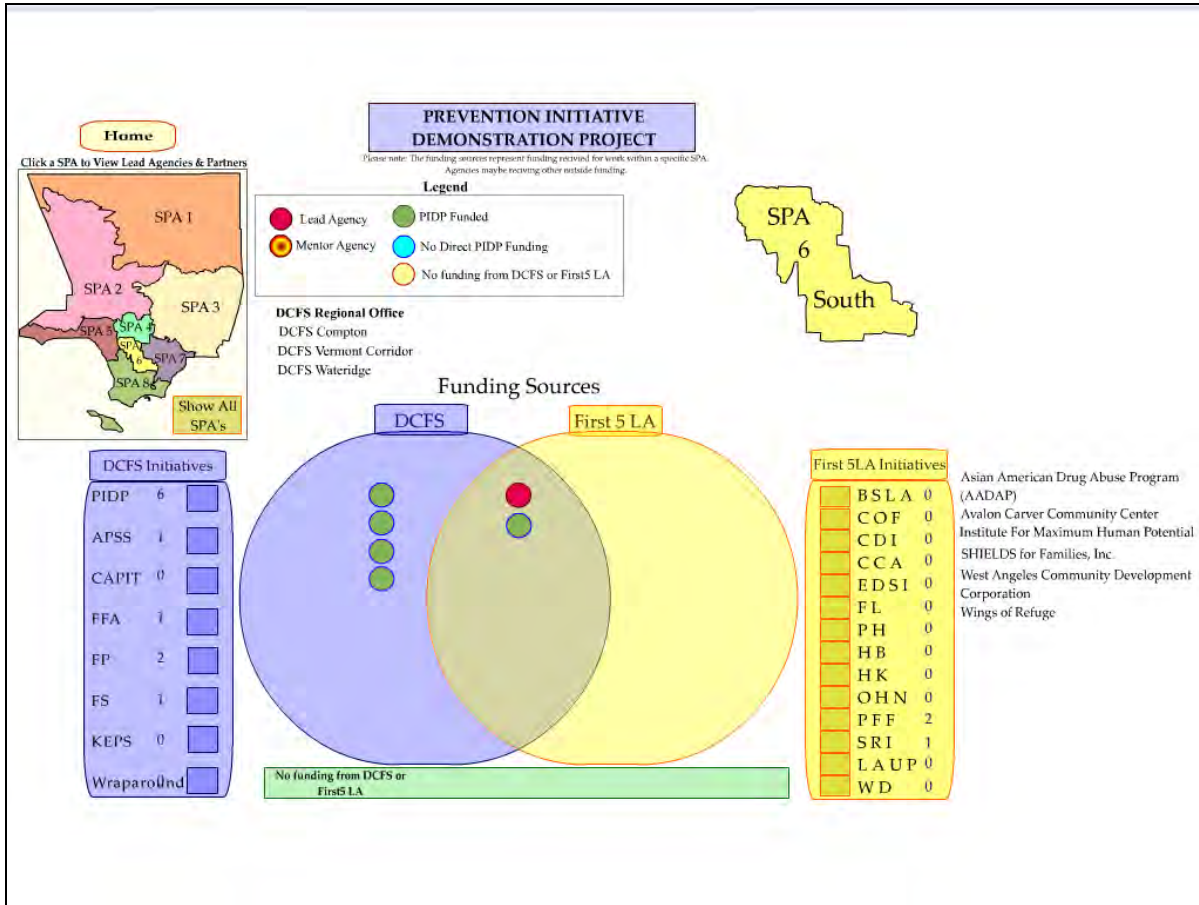 PREVENTION INITIATIVE
DEMONSTRATION PROJECT
Please note: The funding sources represent funding recivied for work within a specific SPA.
Agencies maybe reciving other outside funding.
Home
Click a SPA to View Lead Agencies & Partners
SPA 1
SPA 2
SPA 3
SPA 4
SPA 5
SPA
6
SPA 7
SPA 8
Show All
SPA's
Legend
Lead Agency
Mentor Agency
PIDP Funded
No Direct PIDP Funding
No funding from DCFS or First5 LA
SPA
6
South
DCFS Regional Office
DCFS Compton
DCFS Vermont Corridor
DCFS Wateridge
Funding Sources
DCFS
First 5 LA
DCFS Initiatives
PIDP 6
APSS 1
CAPIT 0
FFA 1
FP 2
FS 1
KEPS 0
Wraparound 0
No funding from DCFS or
First5 LA
First 5LA Initiatives
BSLA 0
COF 0
CDI 0
CCA 0
EDSI 0
FL 0
PH 0
HB 0
HK 0
OHN 0
PFF 2
SRI 1
LAUP 0
WD 0
Asian American Drug Abuse Program
(AADAP)
Avalon Carver Community Center
Institute For Maximum Human Potential
SHIELDS for Families, Inc.
West Angeles Community Development
Corporation
Wings of Refuge